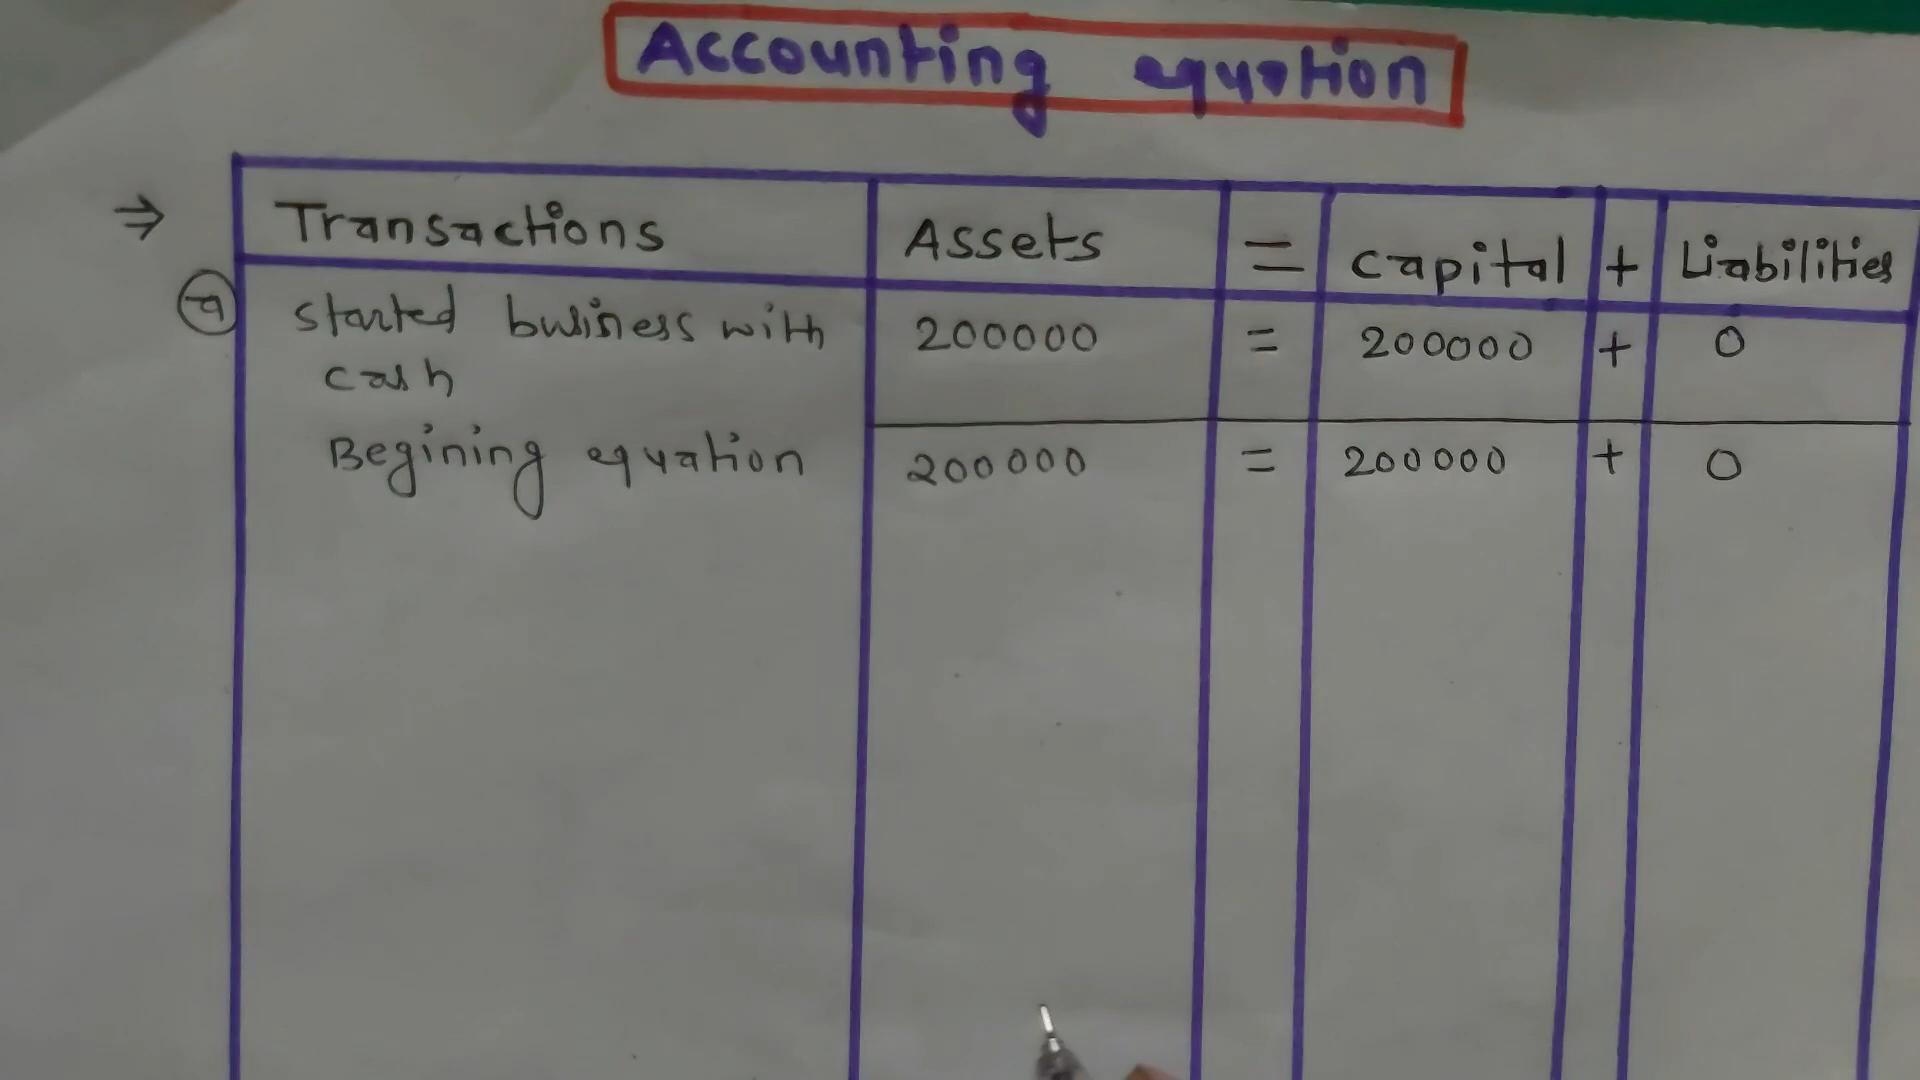 Accounting equation
⇒ Transactions Assets = capital + Liabilities
a started business with 200000 = 200000 + 0
cash
Begining equation 200000 = 200000 + 0